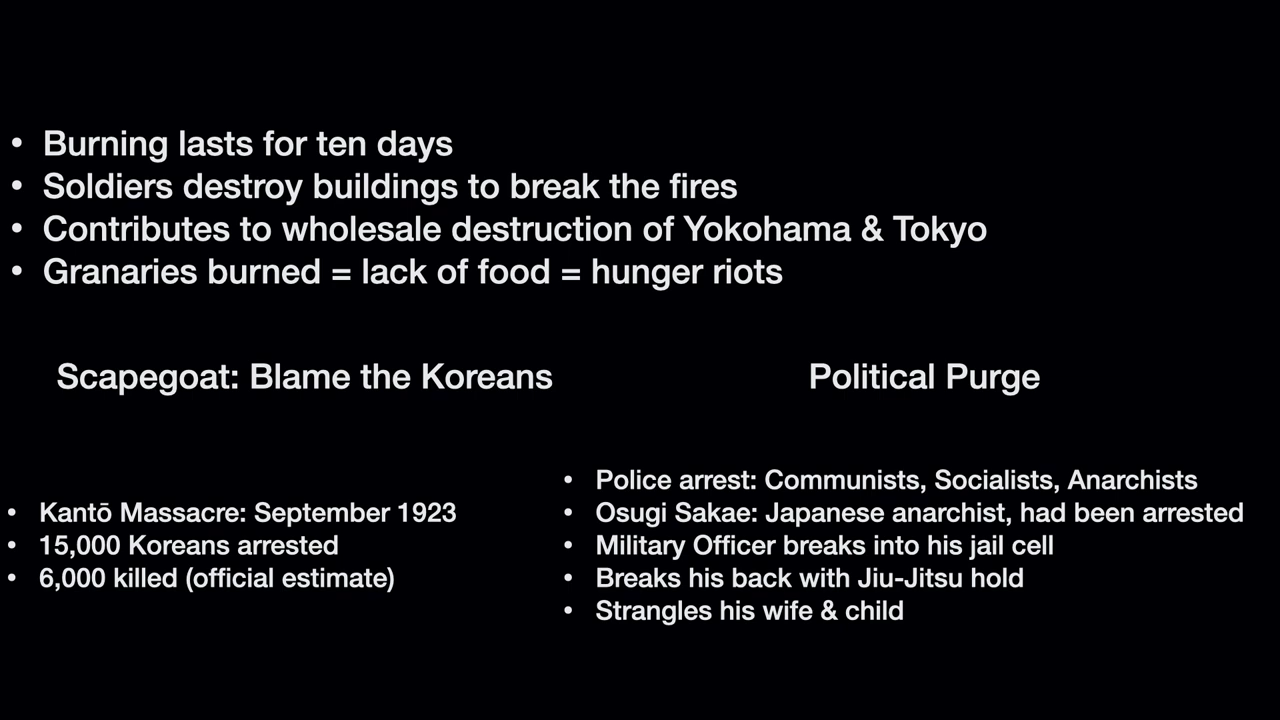 • Burning lasts for ten days
• Soldiers destroy buildings to break the fires
• Contributes to wholesale destruction of Yokohama & Tokyo
• Granaries burned = lack of food = hunger riots
Scapegoat: Blame the Koreans
• Kantō Massacre: September 1923
• 15,000 Koreans arrested
• 6,000 killed (official estimate)
Political Purge
• Police arrest: Communists, Socialists, Anarchists
• Osugi Sakae: Japanese anarchist, had been arrested
• Military Officer breaks into his jail cell
• Breaks his back with Jiu-Jitsu hold
• Strangles his wife & child